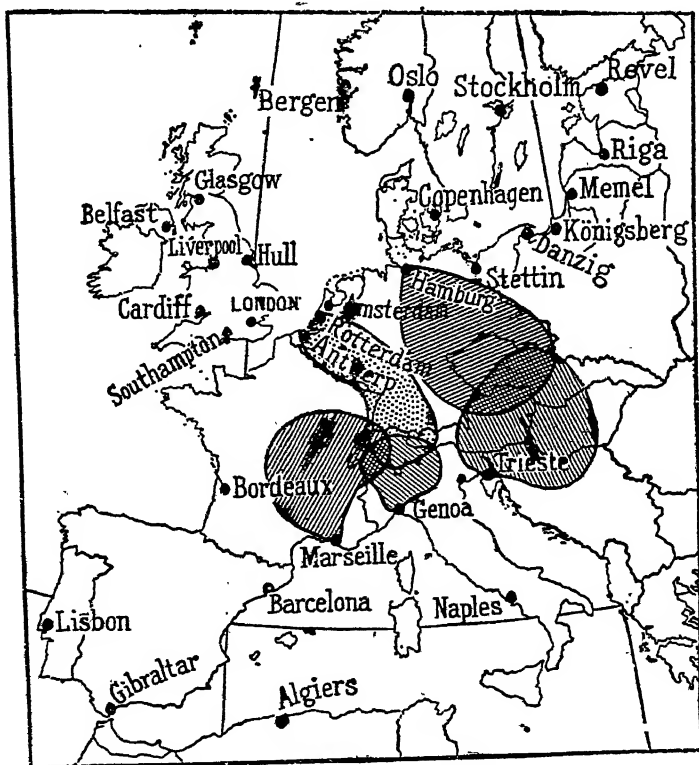 Bergen
Oslo
Stockholm
Revel
Riga
Glasgow
Belfast
Copenhagen
Memel
Königsberg
Danzig
Liverpool
Hull
Stettin
Hamburg
Cardiff
LONDON
Amsterdam
Rotterdam
Southampton
Antwerp
Trieste
Bordeaux
Genoa
Marseille
Barcelona
Naples
Lisbon
Gibraltar
Algiers